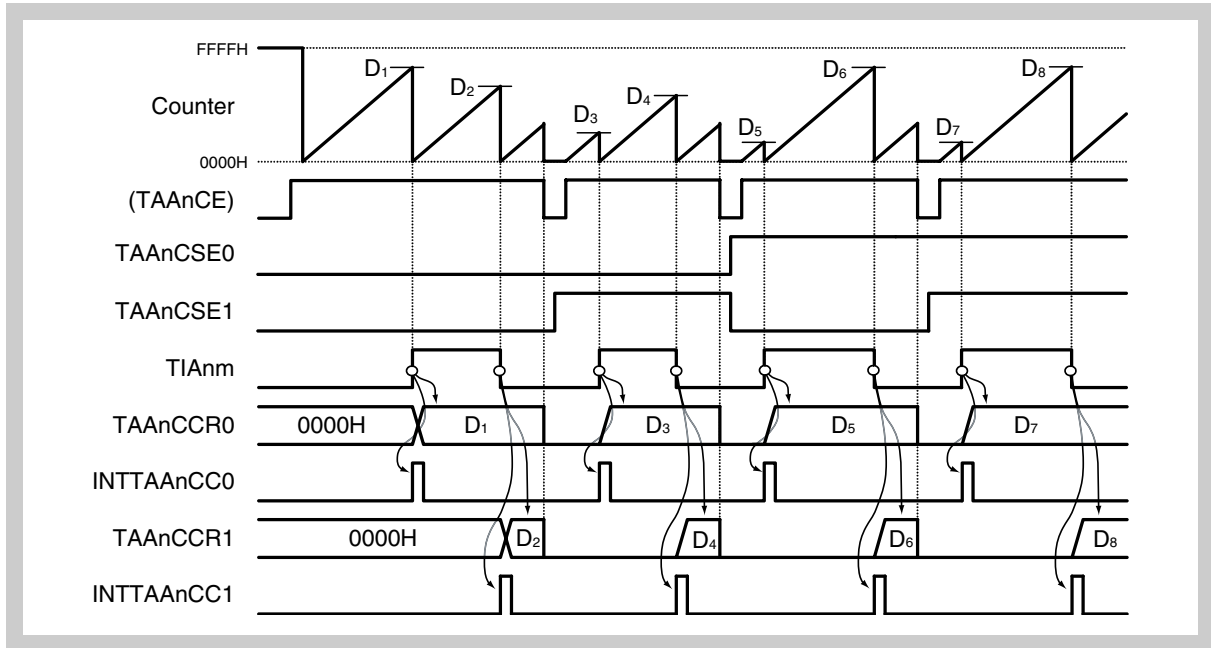 FFFFH
D1
D2
D3
D4
D5
D6
D7
D8
Counter
0000H
(TAAnCE)
TAAnCSE0
TAAnCSE1
TIAnm
TAAnCCR0
0000H
D1
D3
D5
D7
INTTAAnCC0
TAAnCCR1
0000H
D2
D4
D6
D8
INTTAAnCC1